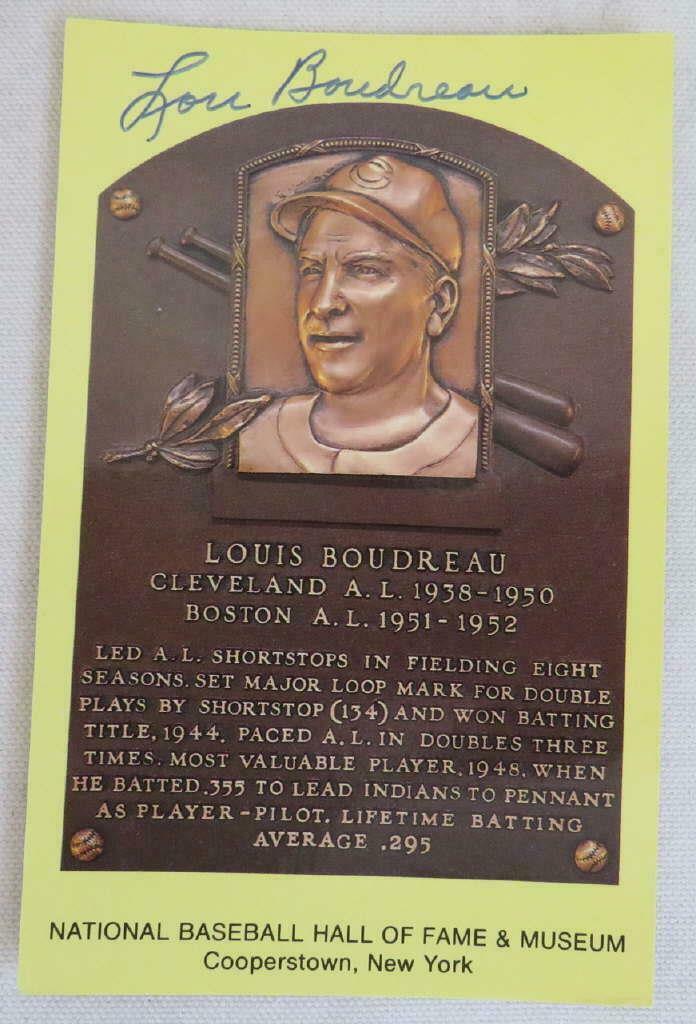 Lou Boudreau
C
LOUIS BOUDREAU
CLEVELAND A.L. 1938-1950
BOSTON A.L. 1951-1952
LED A.L. SHORTSTOPS IN FIELDING EIGHT
SEASONS. SET MAJOR LOOP MARK FOR DOUBLE
PLAYS BY SHORTSTOP (134) AND WON BATTING
TITLE, 1944. PACED A.L. IN DOUBLES THREE
TIMES. MOST VALUABLE PLAYER, 1948, WHEN
HE BATTED .355 TO LEAD INDIANS TO PENNANT
AS PLAYER-PILOT. LIFETIME BATTING
AVERAGE .295
NATIONAL BASEBALL HALL OF FAME & MUSEUM
Cooperstown, New York